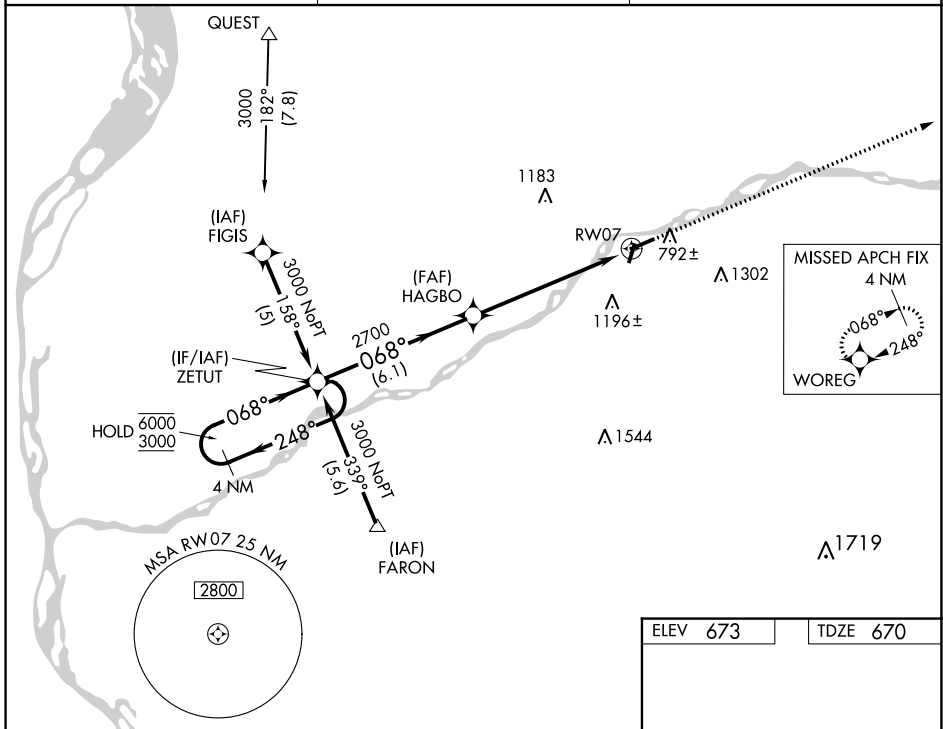 QUEST
3000
182°
(7.8)
(IAF)
FIGIS
3000 NoPT
158°
(5)
1183
RW07
792±
1302
1196±
(FAF)
HAGBO
2700
068°
(6.1)
(IF/IAF)
ZETUT
HOLD 6000
3000
068°
248°
4 NM
3000 NoPT
339°
(5.6)
(IAF)
FARON
MISSED APCH FIX
4 NM
068°
248°
WOREG
1544
1719
MSA RW07 25 NM
2800
ELEV 673
TDZE 670